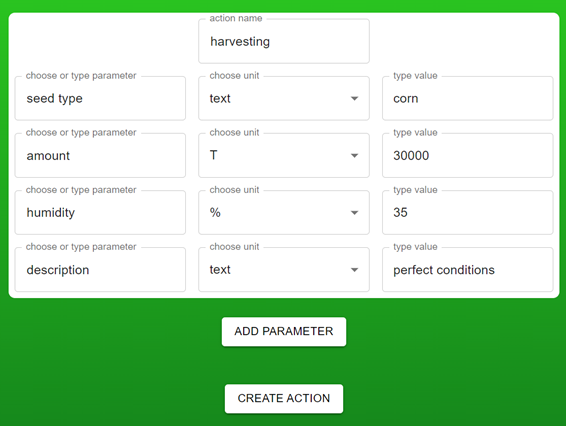 action name
harvesting
choose or type parameter choose unit type value
seed type text corn
choose or type parameter choose unit type value
amount T 30000
choose or type parameter choose unit type value
humidity % 35
choose or type parameter choose unit type value
description text perfect conditions
ADD PARAMETER
CREATE ACTION